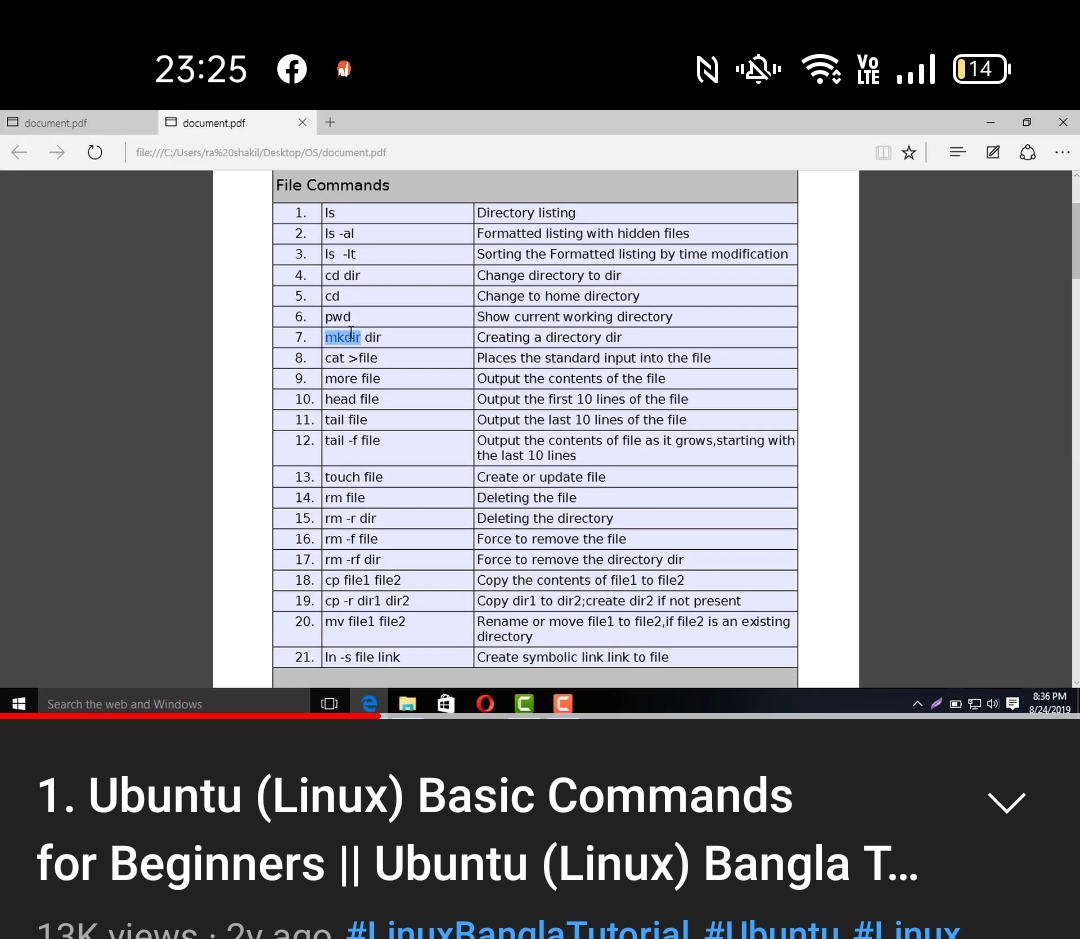 23:25
Vo
LTE
14
document.pdf
document.pdf
file:///C:/Users/ra%20shakil/Desktop/OS/document.pdf
File Commands
1. ls Directory listing
2. ls -al Formatted listing with hidden files
3. ls -lt Sorting the Formatted listing by time modification
4. cd dir Change directory to dir
5. cd Change to home directory
6. pwd Show current working directory
7. mkdir dir Creating a directory dir
8. cat >file Places the standard input into the file
9. more file Output the contents of the file
10. head file Output the first 10 lines of the file
11. tail file Output the last 10 lines of the file
12. tail -f file Output the contents of file as it grows,starting with
the last 10 lines
13. touch file Create or update file
14. rm file Deleting the file
15. rm -r dir Deleting the directory
16. rm -f file Force to remove the file
17. rm -rf dir Force to remove the directory dir
18. cp file1 file2 Copy the contents of file1 to file2
19. cp -r dir1 dir2 Copy dir1 to dir2;create dir2 if not present
20. mv file1 file2 Rename or move file1 to file2,if file2 is an existing
directory
21. ln -s file link Create symbolic link link to file
Search the web and Windows
8:36 PM
8/24/2019
1. Ubuntu (Linux) Basic Commands
for Beginners || Ubuntu (Linux) Bangla T...
13K views · 2y ago #LinuxBanglaTutorial #Ubuntu #Linux